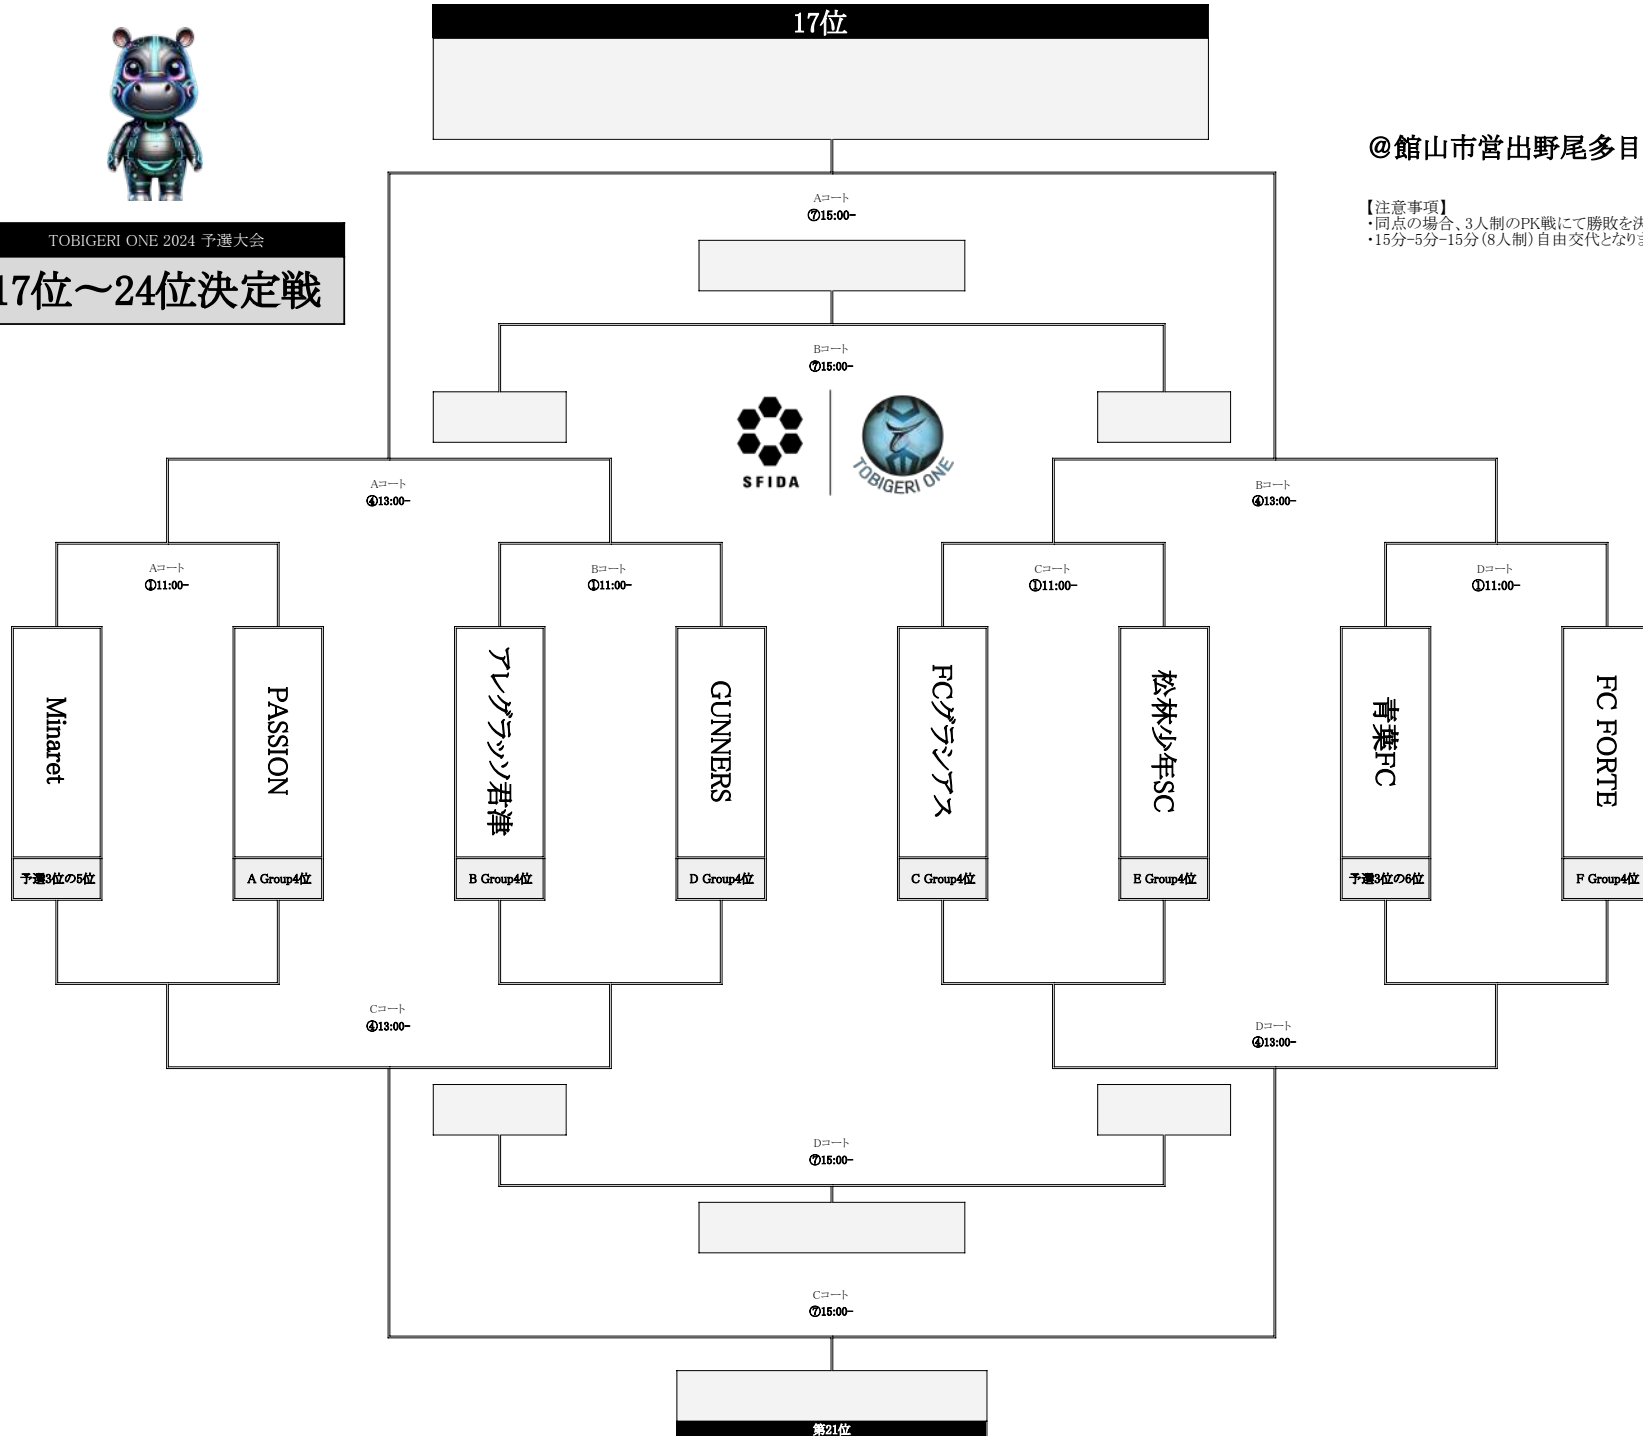 17位
@館山市営出野尾多目
【注意事項】
・同点の場合、3人制のPK戦にて勝敗を決
・15分-5分-15分(8人制)自由交代となりま
TOBIGERI ONE 2024 予選大会
17位～24位決定戦
Aコート
⑦15:00-
Bコート
⑦15:00-
SFIDA
TOBIGERI ONE
Aコート
④13:00-
Bコート
④13:00-
Aコート
①11:00-
Bコート
①11:00-
Cコート
①11:00-
Dコート
①11:00-
Minaret
PASSION
アレグラッソ君津
GUNNERS
FCグラシアス
松林少年SC
青葉FC
FC FORTE
予選3位の5位
A Group4位
B Group4位
D Group4位
C Group4位
E Group4位
予選3位の6位
F Group4位
Cコート
④13:00-
Dコート
④13:00-
Dコート
⑦15:00-
Cコート
⑦15:00-
第21位